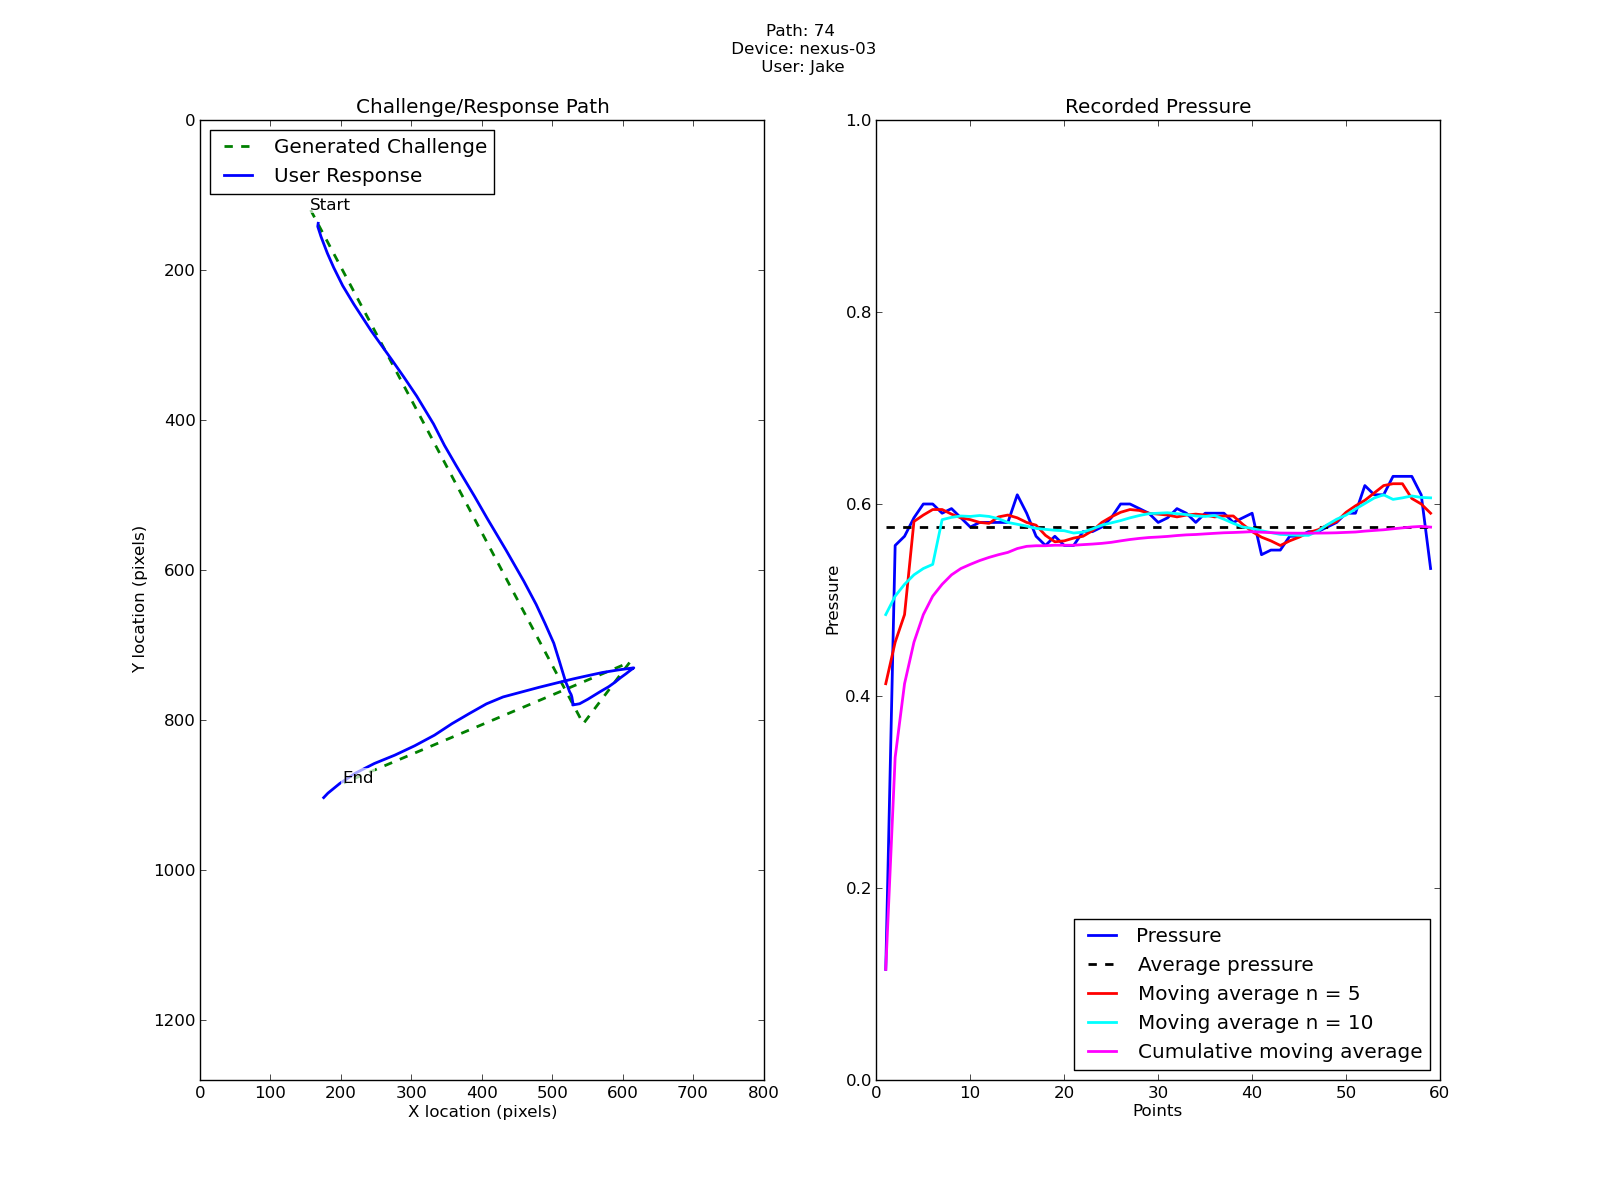 Path: 74
Device: nexus-03
User: Jake
Challenge/Response Path
Generated Challenge
User Response
Start
End
0
200
400
600
800
1000
1200
Y location (pixels)
0 100 200 300 400 500 600 700 800
X location (pixels)
Recorded Pressure
1.0
0.8
0.6
0.4
0.2
0.0
Pressure
Pressure
Average pressure
Moving average n = 5
Moving average n = 10
Cumulative moving average
0 10 20 30 40 50 60
Points